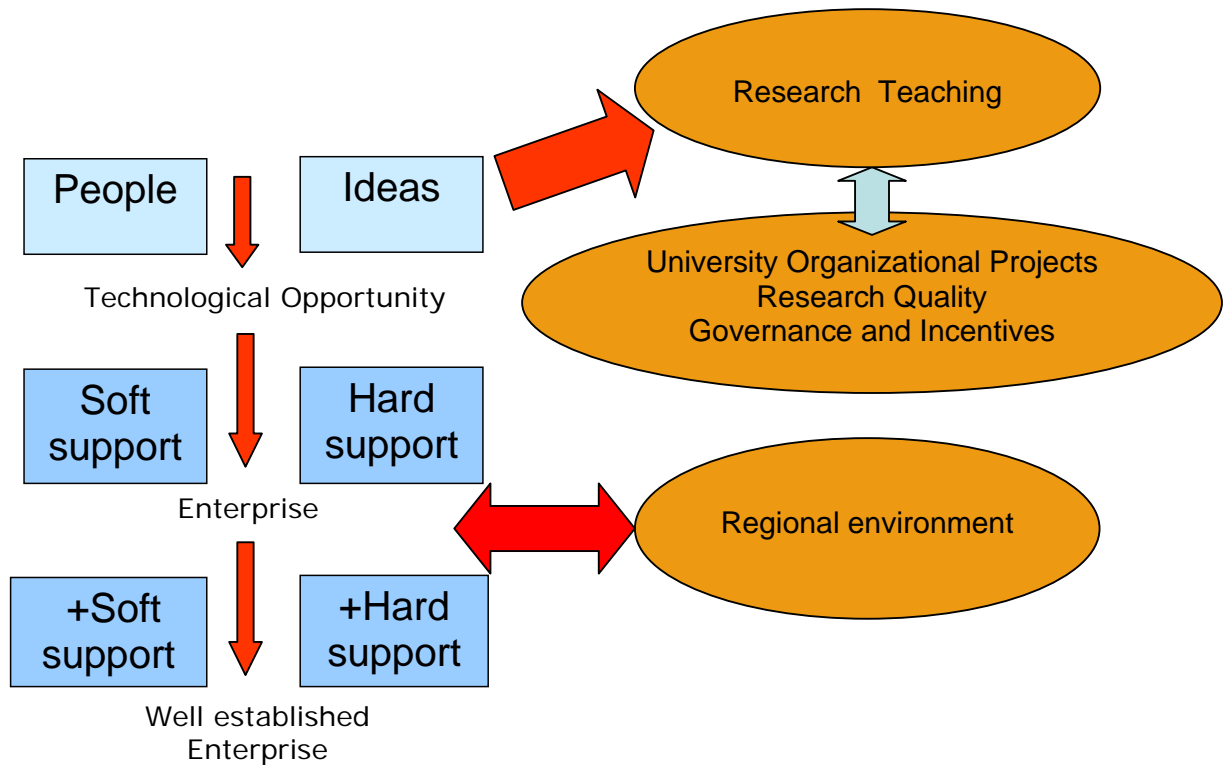 Research Teaching
People
Ideas
University Organizational Projects
Research Quality
Governance and Incentives
Technological Opportunity
Soft
support
Hard
support
Enterprise
Regional environment
+Soft
support
+Hard
support
Well established
Enterprise